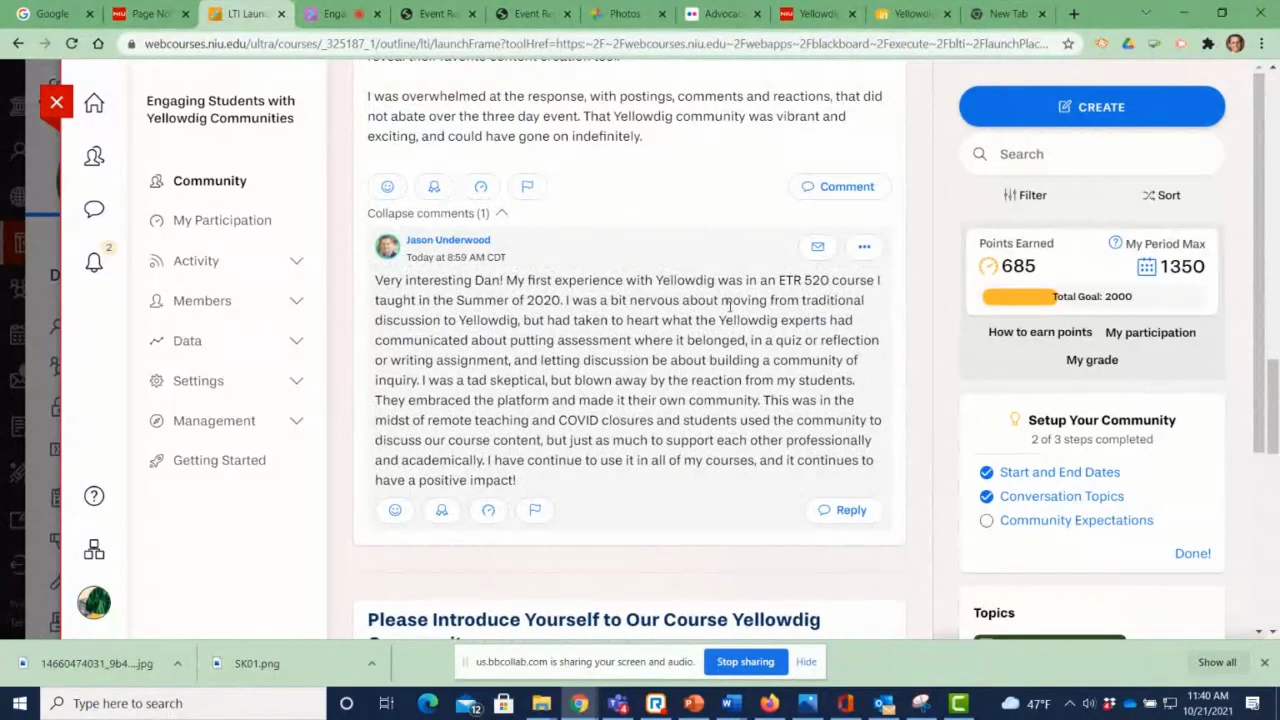 Google
Page N
LTI Laun
Enga
Event Re
Event Re
Photos
Advoca
Yellowdi
Yellowdi
New Tab
webcourses.niu.edu/ultra/courses/_325187_1/outline/lti/launchFrame?toolHref=https:~2F~2Fwebcourses.niu.edu~2Fwebapps~2Fblackboard~2Fexecute~2Fblti~2FlaunchPlac...
Engaging Students with
Yellowdig Communities
Community
My Participation
Activity
Members
Data
Settings
Management
Getting Started
2
I was overwhelmed at the response, with postings, comments and reactions, that did
not abate over the three day event. That Yellowdig community was vibrant and
exciting, and could have gone on indefinitely.
Comment
Collapse comments (1)
Jason Underwood
Today at 8:59 AM CDT
Very interesting Dan! My first experience with Yellowdig was in an ETR 520 course I
taught in the Summer of 2020. I was a bit nervous about moving from traditional
discussion to Yellowdig, but had taken to heart what the Yellowdig experts had
communicated about putting assessment where it belonged, in a quiz or reflection
or writing assignment, and letting discussion be about building a community of
inquiry. I was a tad skeptical, but blown away by the reaction from my students.
They embraced the platform and made it their own community. This was in the
midst of remote teaching and COVID closures and students used the community to
discuss our course content, but just as much to support each other professionally
and academically. I have continue to use it in all of my courses, and it continues to
have a positive impact!
Reply
Please Introduce Yourself to Our Course Yellowdig
CREATE
Search
Filter
Sort
Points Earned
My Period Max
685
1350
Total Goal: 2000
How to earn points
My participation
My grade
Setup Your Community
2 of 3 steps completed
Start and End Dates
Conversation Topics
Community Expectations
Done!
Topics
14660474031_9b4....jpg
SK01.png
us.bbcollab.com is sharing your screen and audio.
Stop sharing
Hide
Show all
Type here to search
12
47°F
11:40 AM
10/21/2021